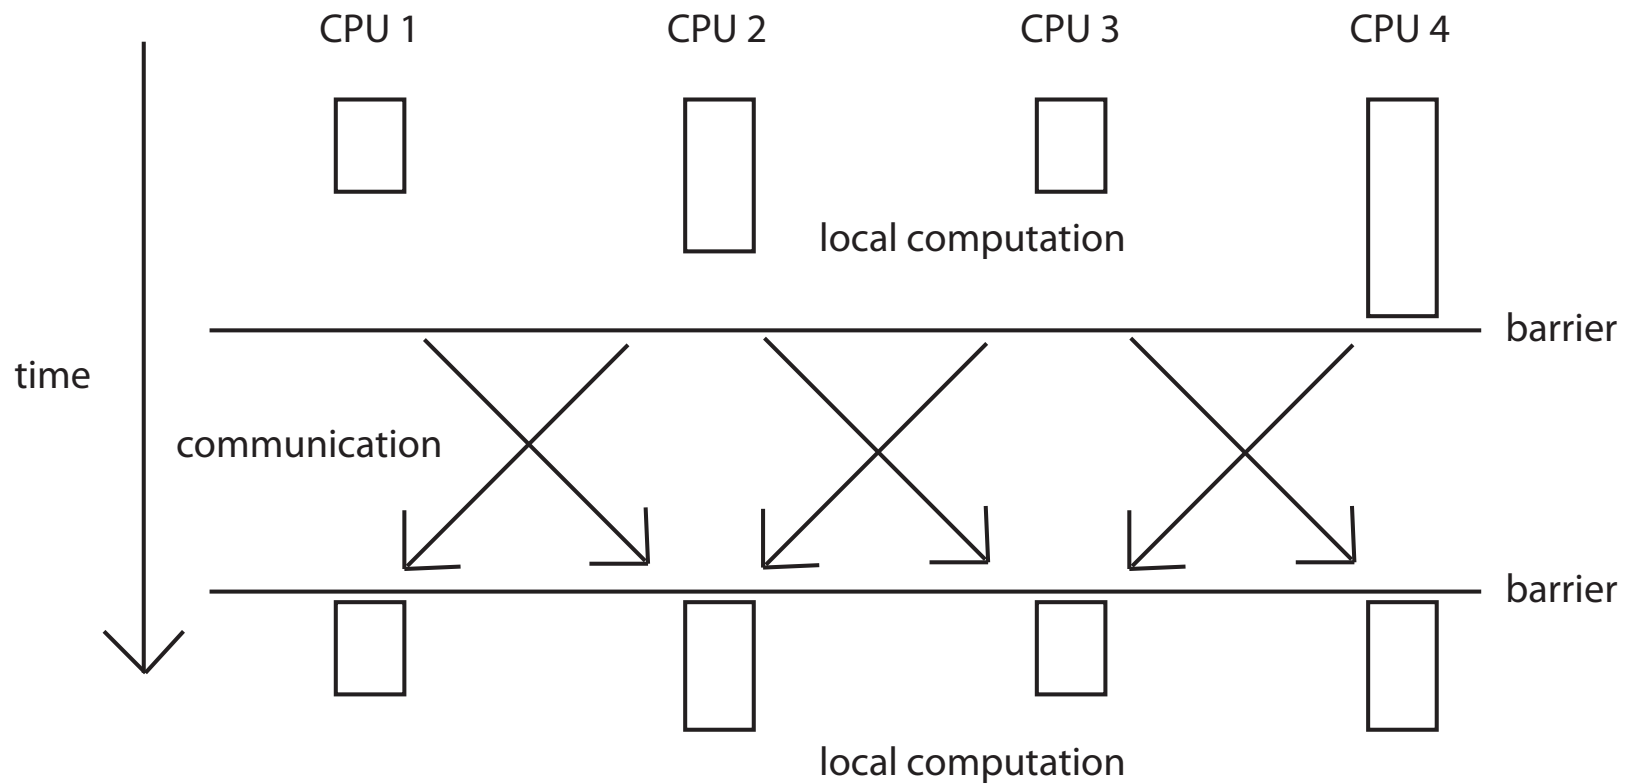 CPU 1
CPU 2
CPU 3
CPU 4
local computation
barrier
time
communication
barrier
local computation